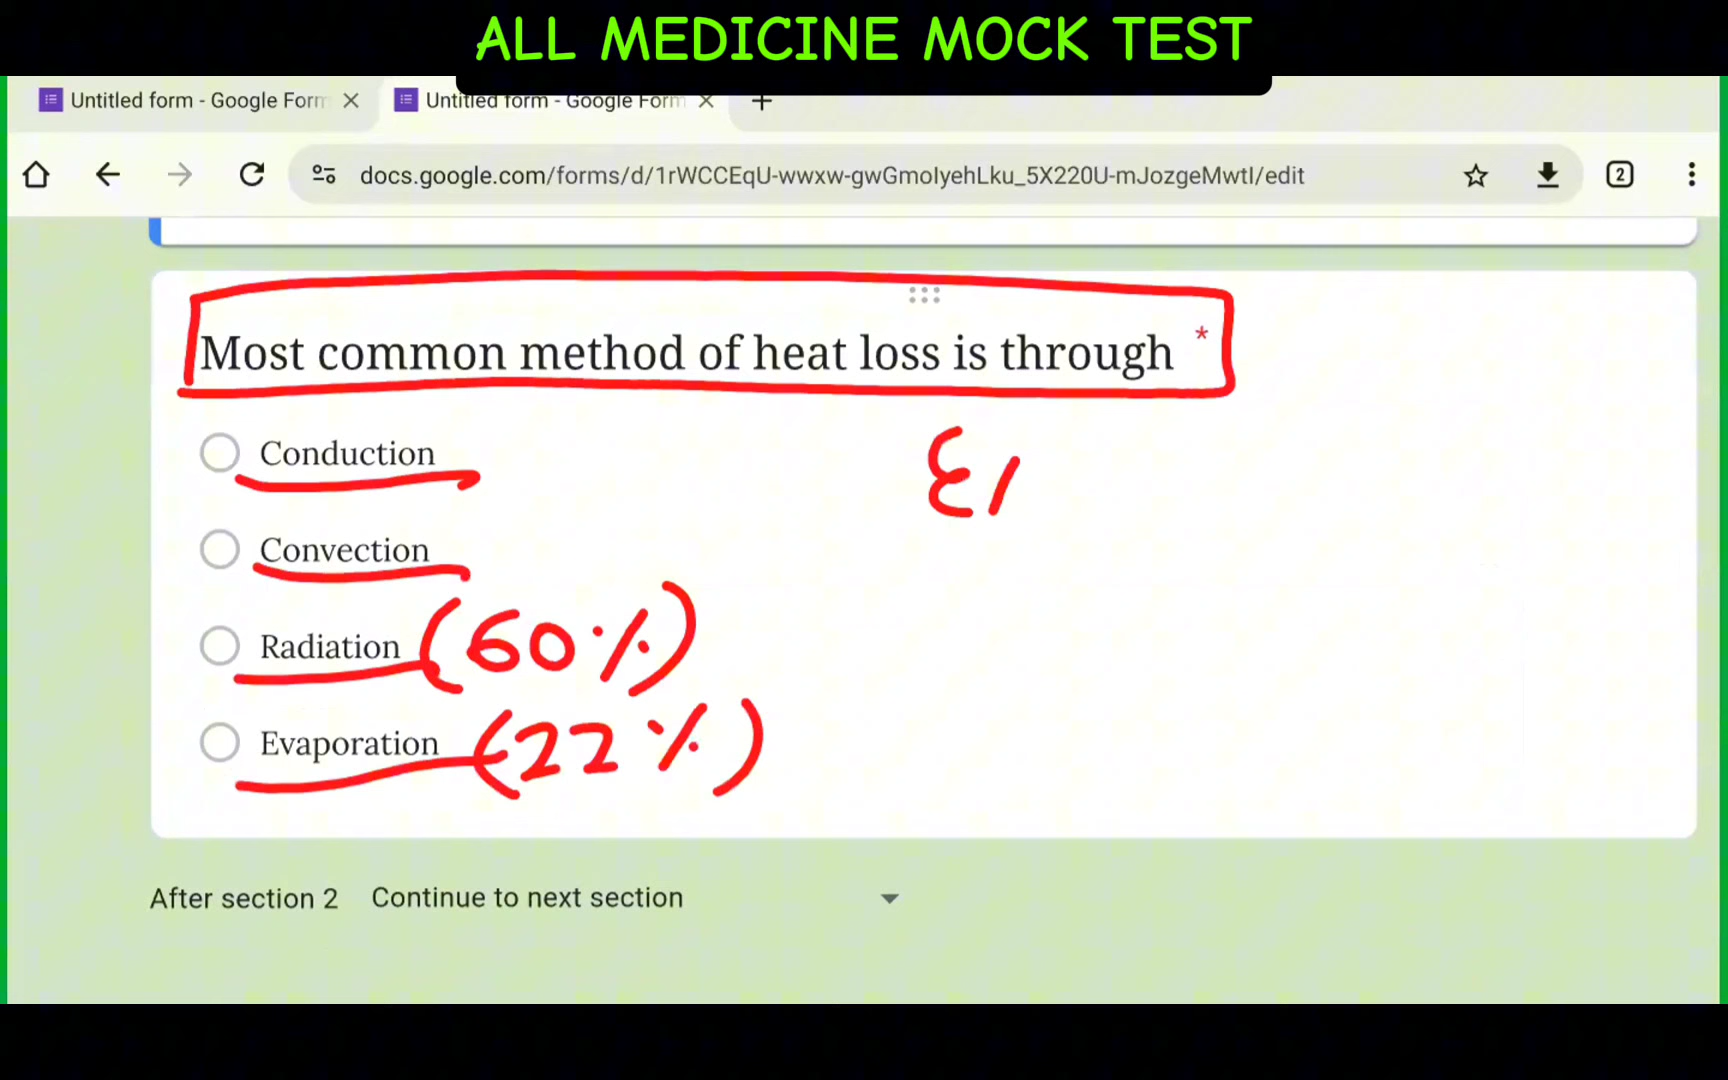 ALL MEDICINE MOCK TEST
Untitled form - Google Form
Untitled form - Google Form
docs.google.com/forms/d/1rWCCEqU-wwxw-gwGmoIyehLku_5X220U-mJozgeMwtI/edit
2
Most common method of heat loss is through *
Conduction
Convection
Radiation (60%)
Evaporation (22%)
After section 2 Continue to next section